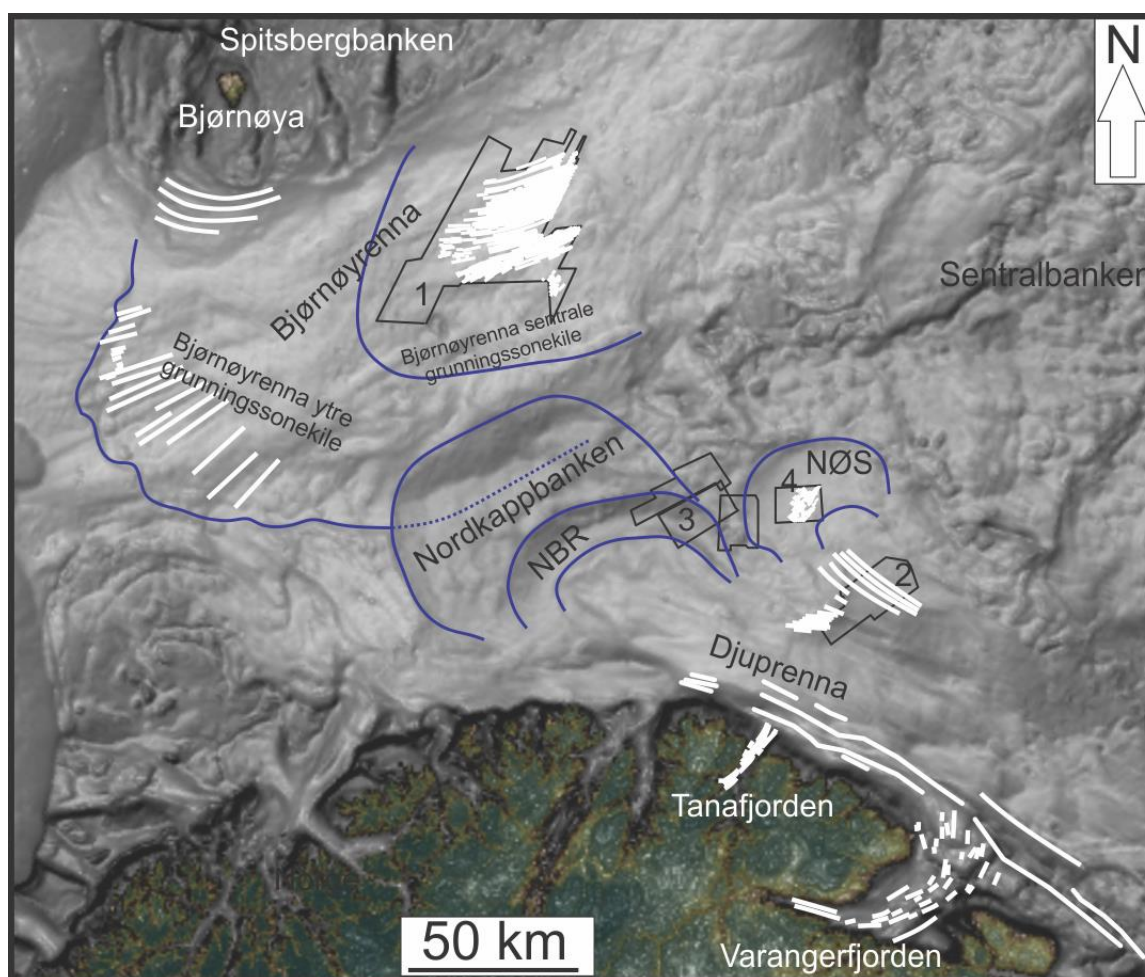 Spitsbergbanken
N
Bjørnøya
Bjørnøyrenna
1
Sentralbanken
Bjørnøyrenna sentrale
grunningssonekile
Bjørnøyrenna ytre
grunningssonekile
Nordkappbanken
NØS
4
3
NBR
2
Djuprenna
Tanafjorden
50 km
Varangerfjorden